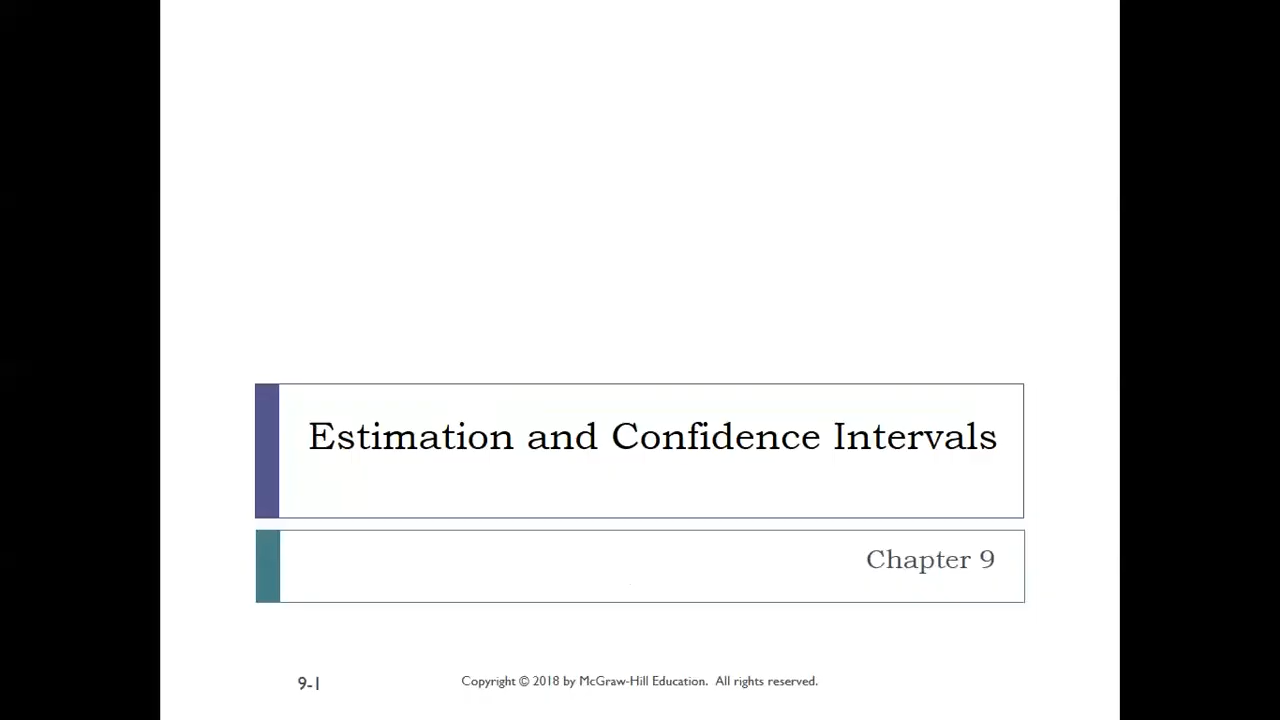 Estimation and Confidence Intervals
Chapter 9
9-1
Copyright © 2018 by McGraw-Hill Education. All rights reserved.